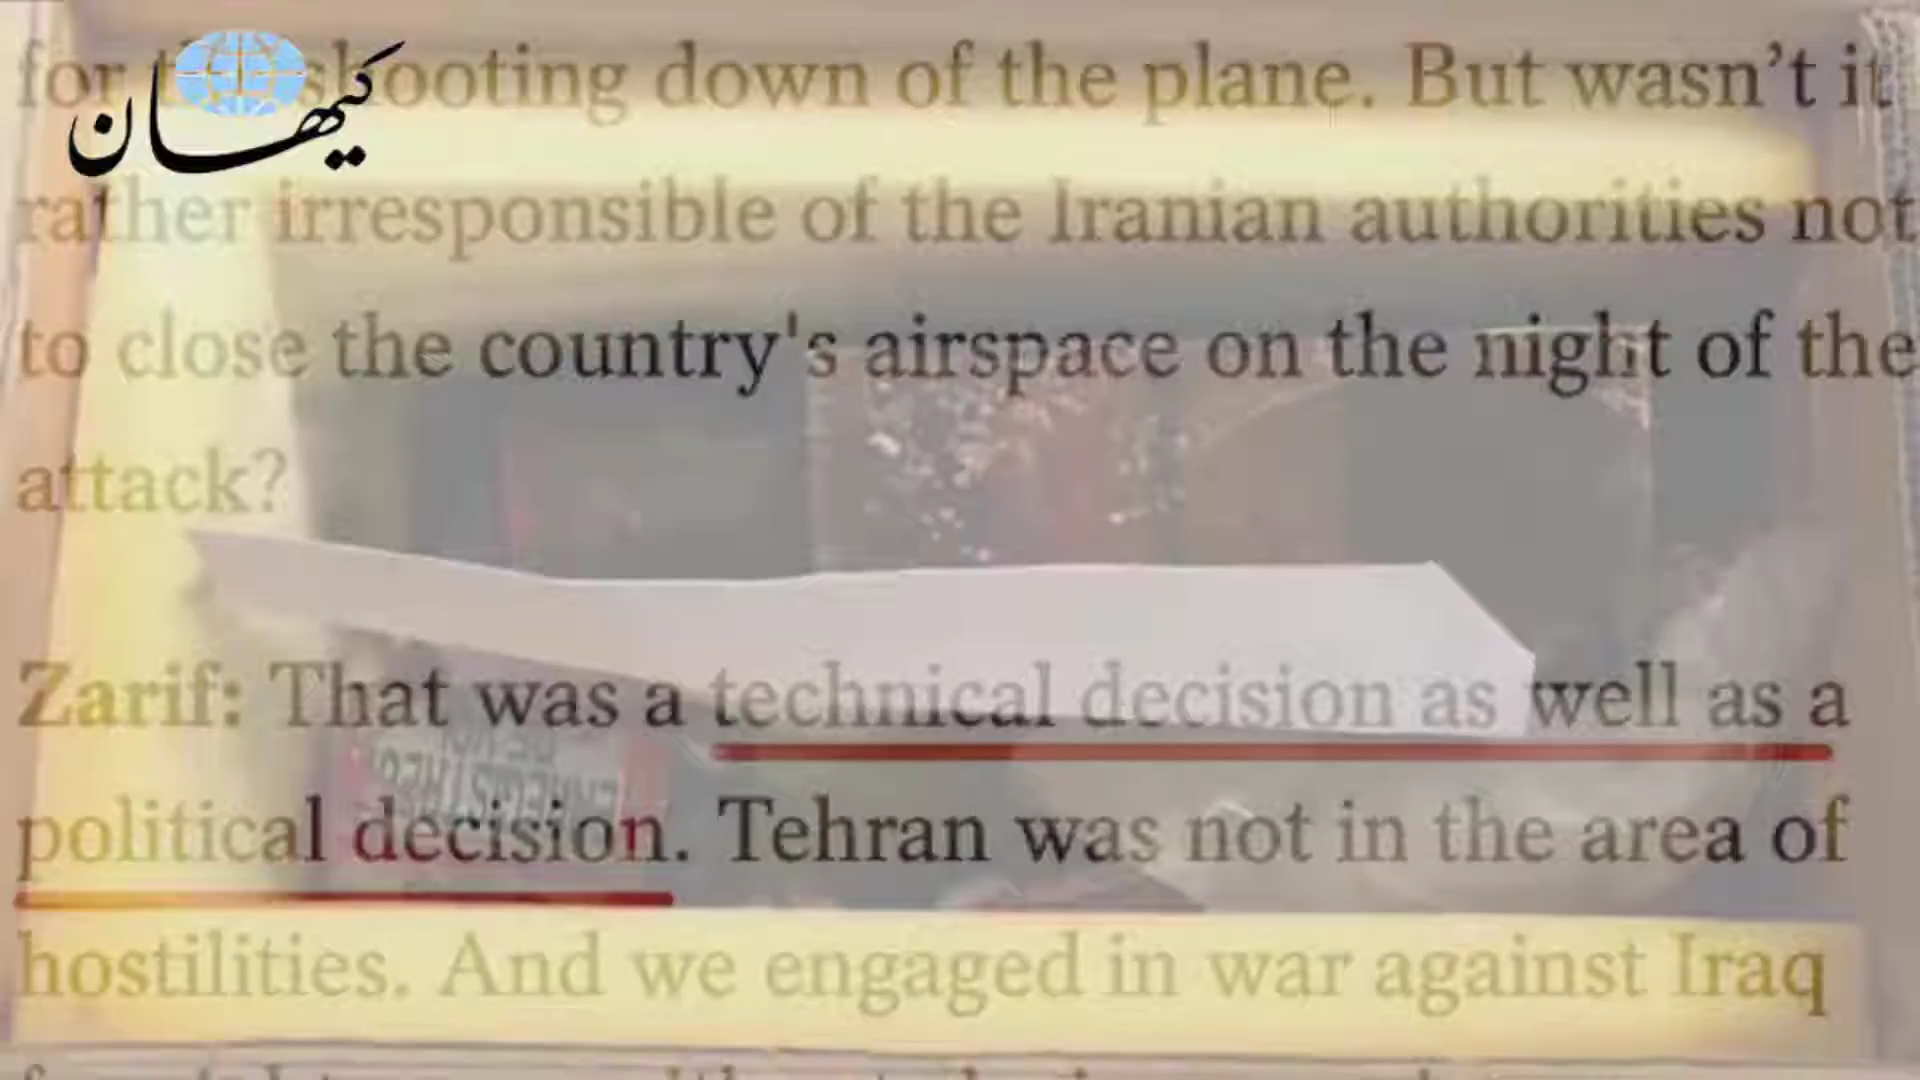 کیهان
for the shooting down of the plane. But wasn't it
rather irresponsible of the Iranian authorities not
to close the country's airspace on the night of the
attack?
Zarif: That was a technical decision as well as a
political decision. Tehran was not in the area of
hostilities. And we engaged in war against Iraq